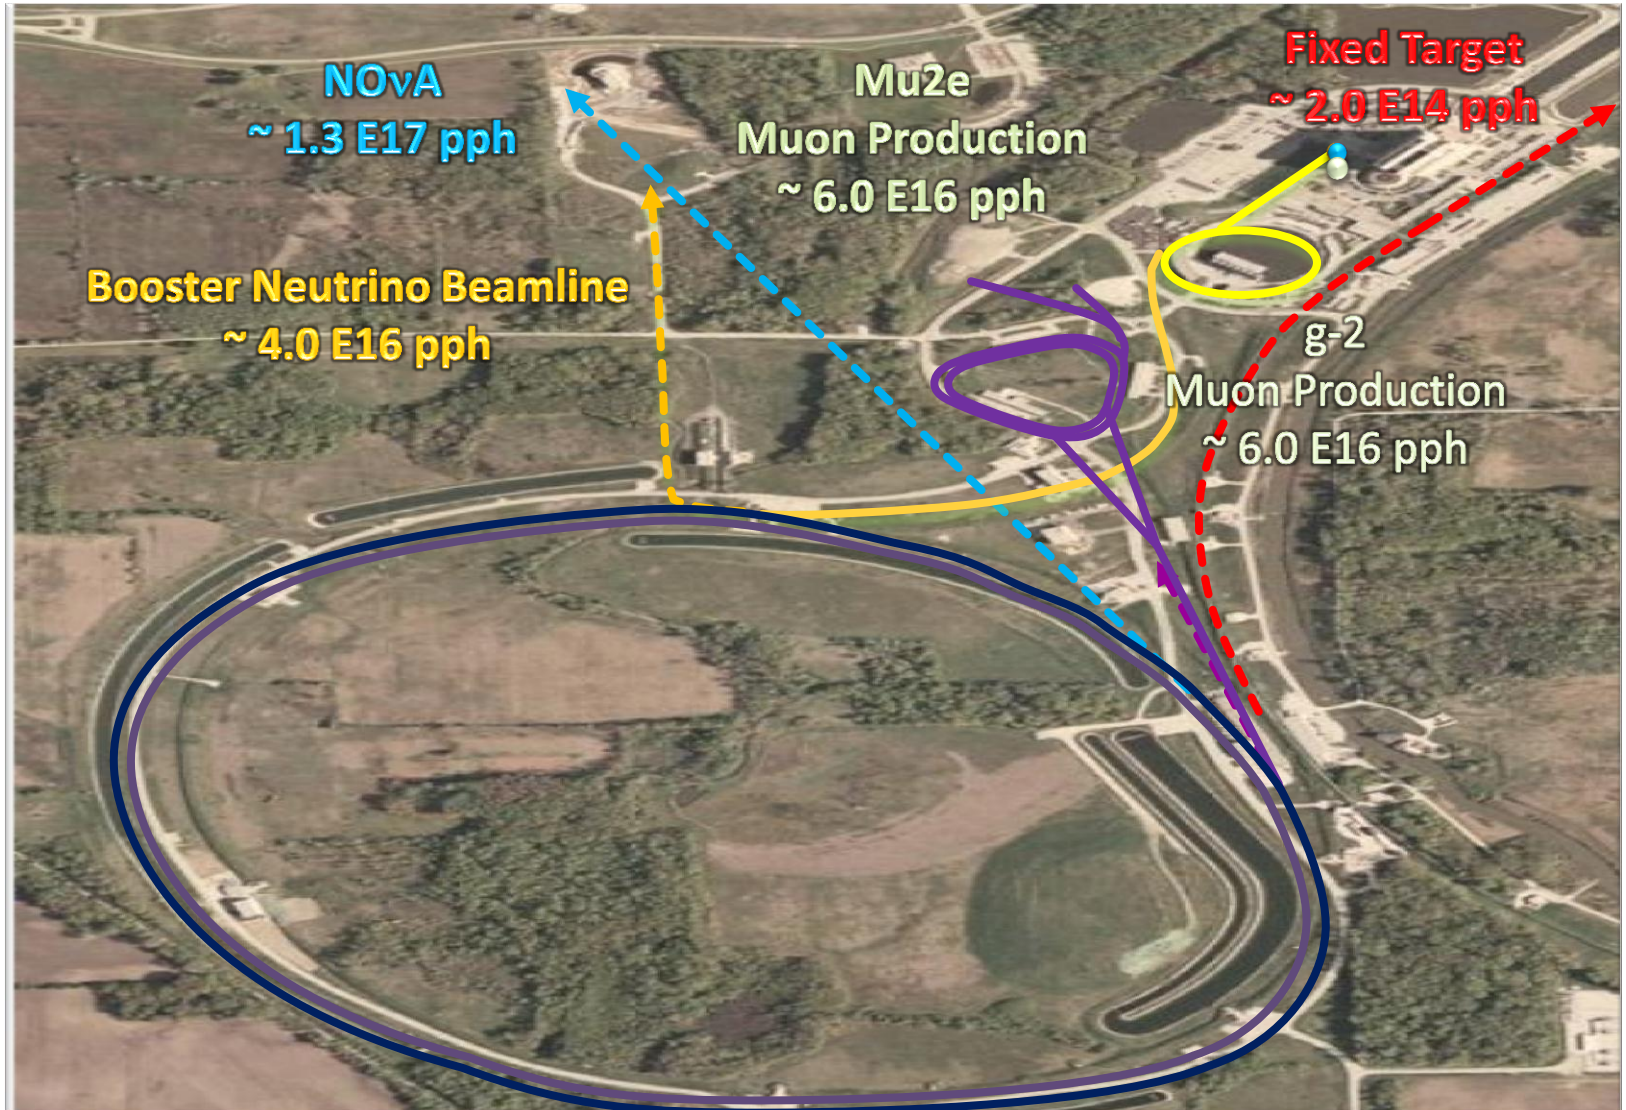 NOνA
~ 1.3 E17 pph
Mu2e
Muon Production
~ 6.0 E16 pph
Fixed Target
~ 2.0 E14 pph
Booster Neutrino Beamline
~ 4.0 E16 pph
g-2
Muon Production
~ 6.0 E16 pph